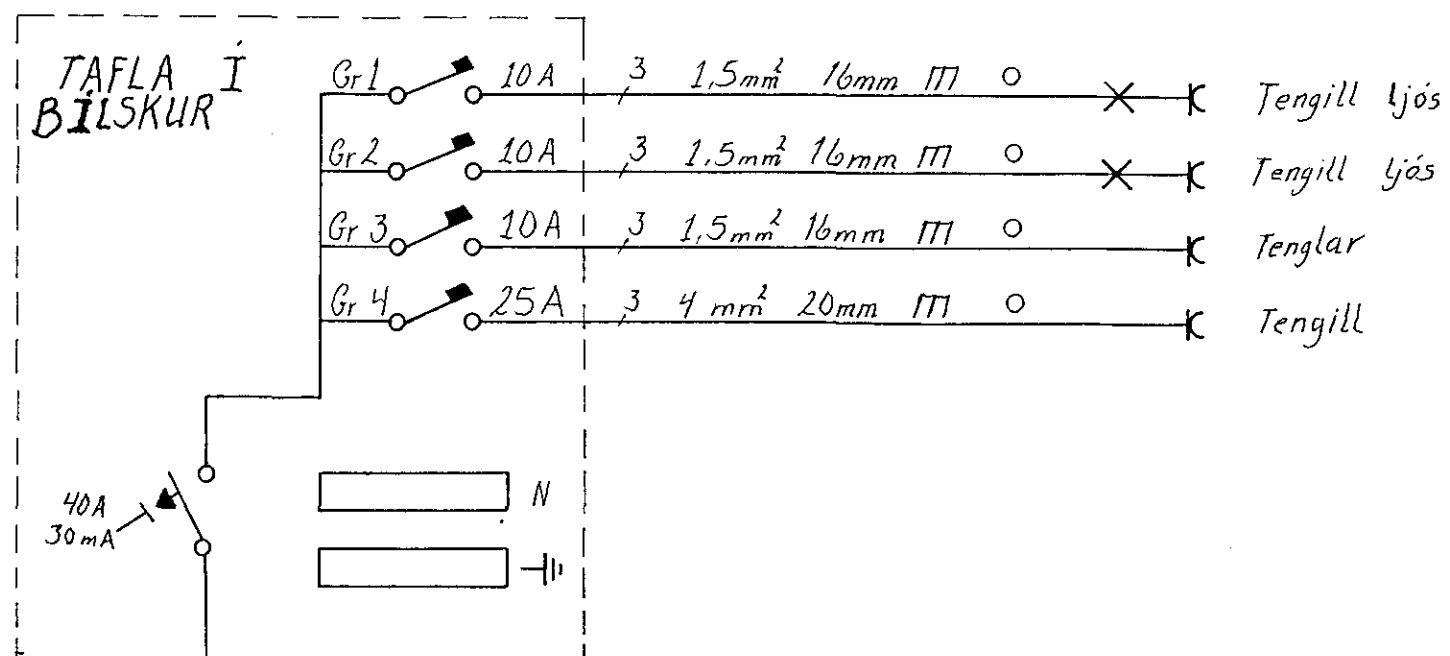 TAFLA Í
BÍLSKUR
Gr 1 10 A 3 1,5mm² 16mm m Tengill ljós
Gr 2 10A 3 1,5mm² 16mm m Tengill ljós
Gr 3 10A 3 1,5mm² 16mm m Tenglar
Gr 4 25A 3 4 mm² 20mm m Tengill
40A
30mA
N